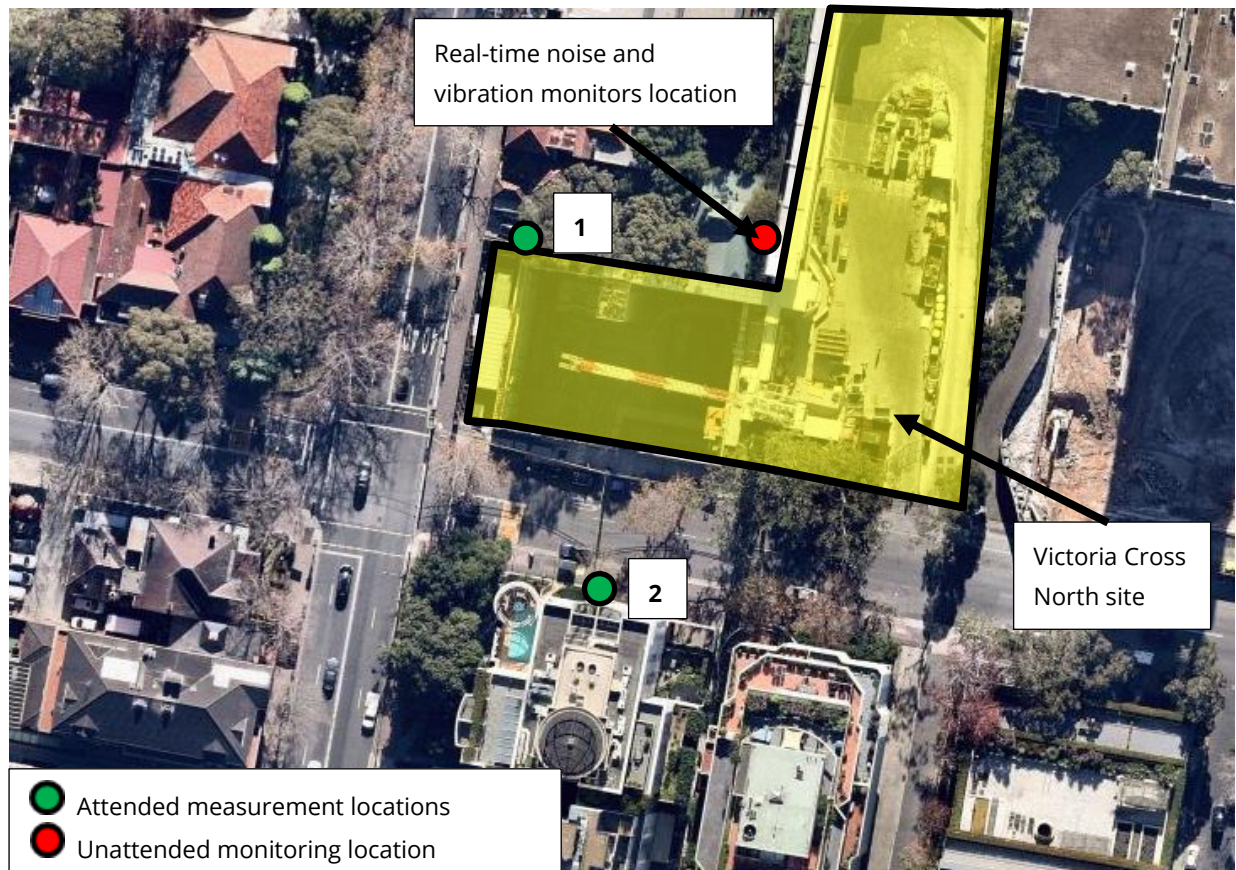 Real-time noise and
vibration monitors location
1
2
Victoria Cross
North site
Attended measurement locations
Unattended monitoring location